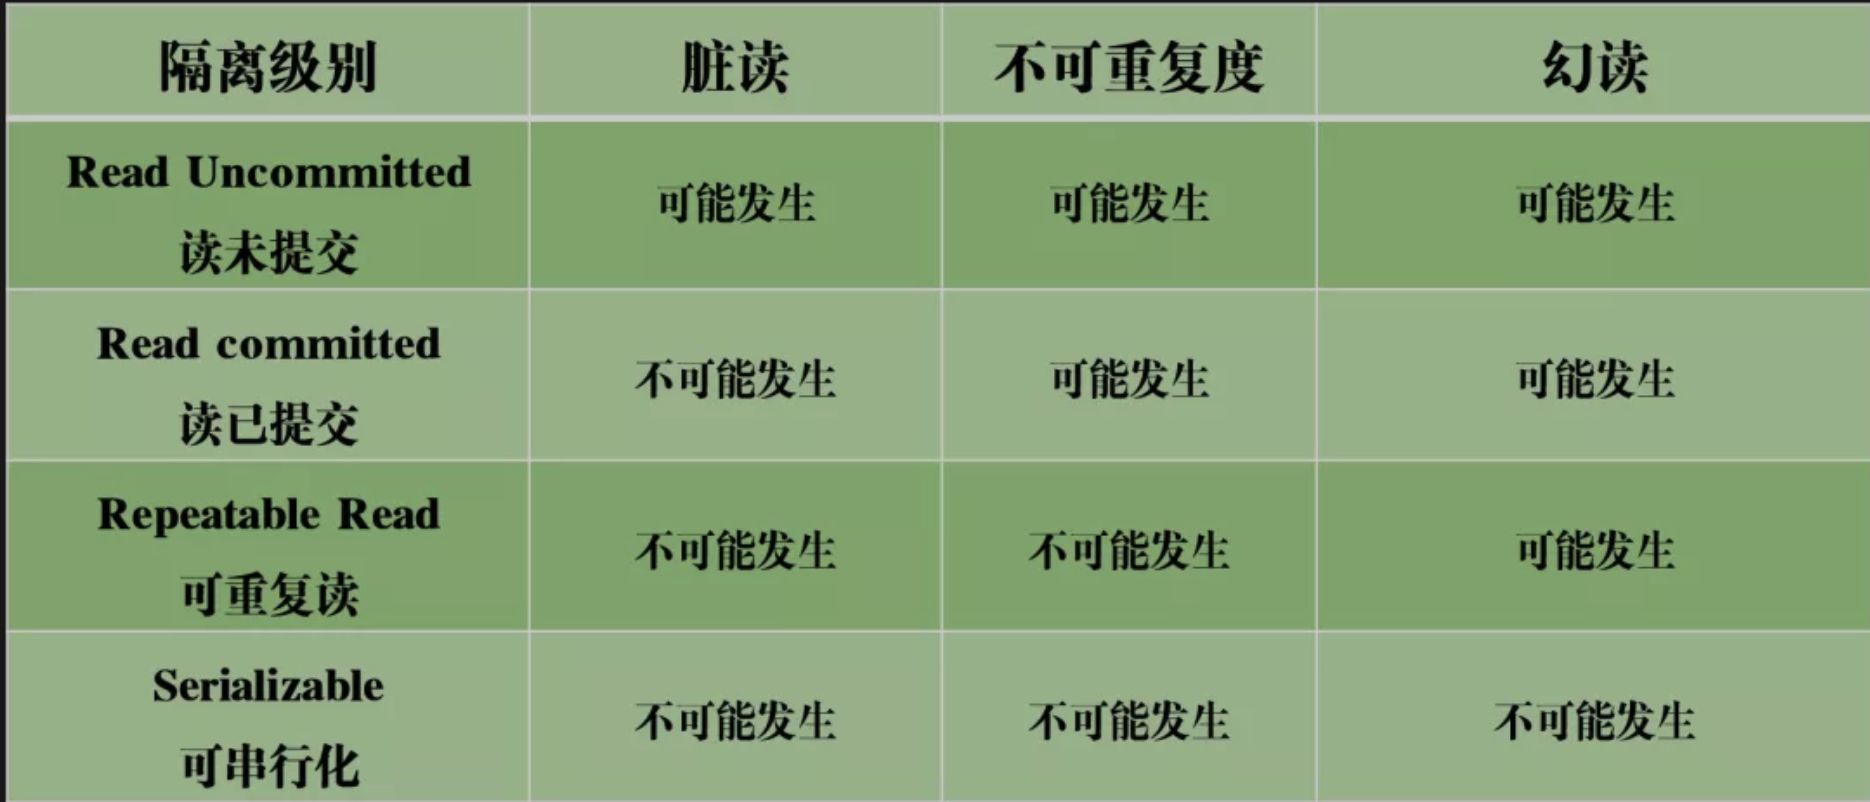 隔离级别 脏读 不可重复度 幻读
Read Uncommitted
读未提交
可能发生 可能发生 可能发生
Read committed
读已提交
不可能发生 可能发生 可能发生
Repeatable Read
可重复读
不可能发生 不可能发生 可能发生
Serializable
可串行化
不可能发生 不可能发生 不可能发生